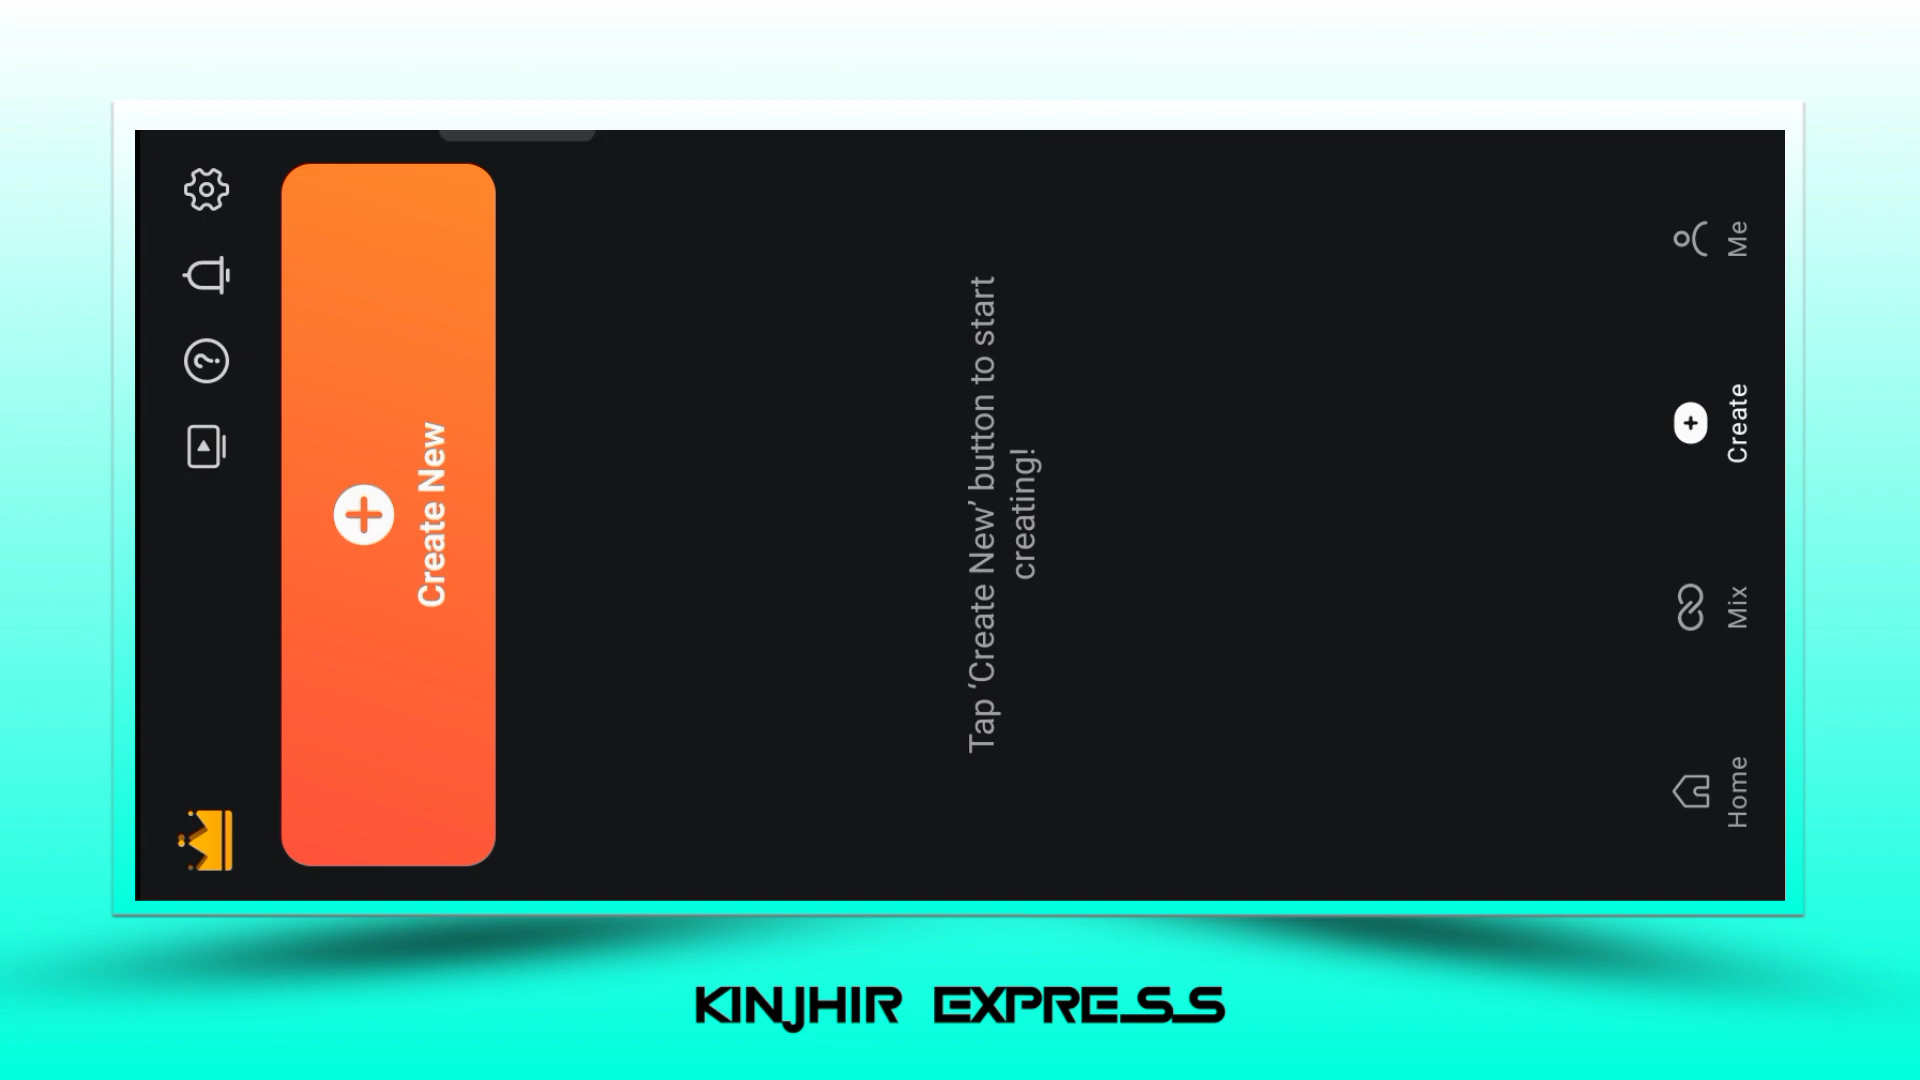 Create New
Tap ‘Create New’ button to start
creating!
Home
Mix
Create
Me
KINJHIR EXPRESS